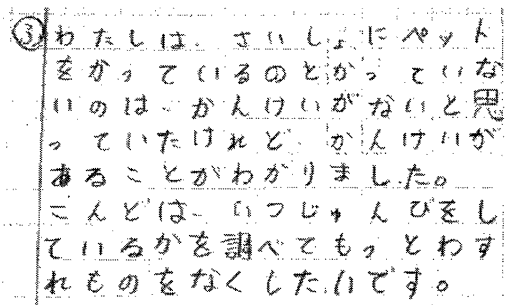 ③わたしは、さいしょにペット
をかっているのとかっていな
いのは、かんけいがないと思
っていたけれど、かんけいが
あることがわかりました。
こんどは、いつじゅんびをし
ているかを調べてもっとわす
れものをなくしたいです。